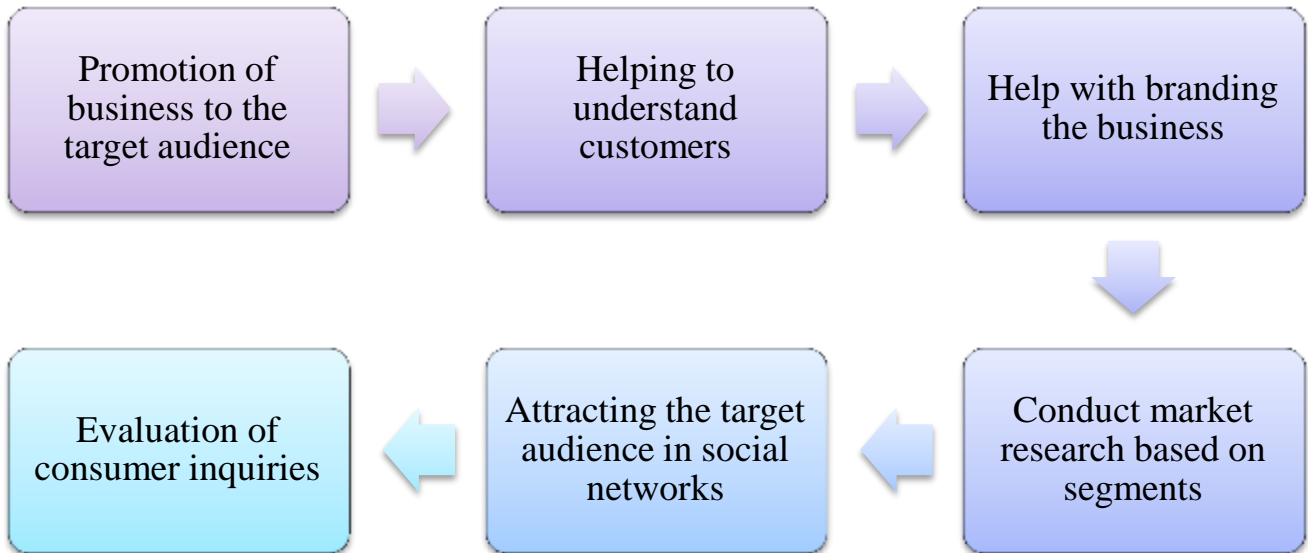 Promotion of
business to the
target audience
Helping to
understand
customers
Help with branding
the business
Conduct market
research based on
segments
Attracting the target
audience in social
networks
Evaluation of
consumer inquiries